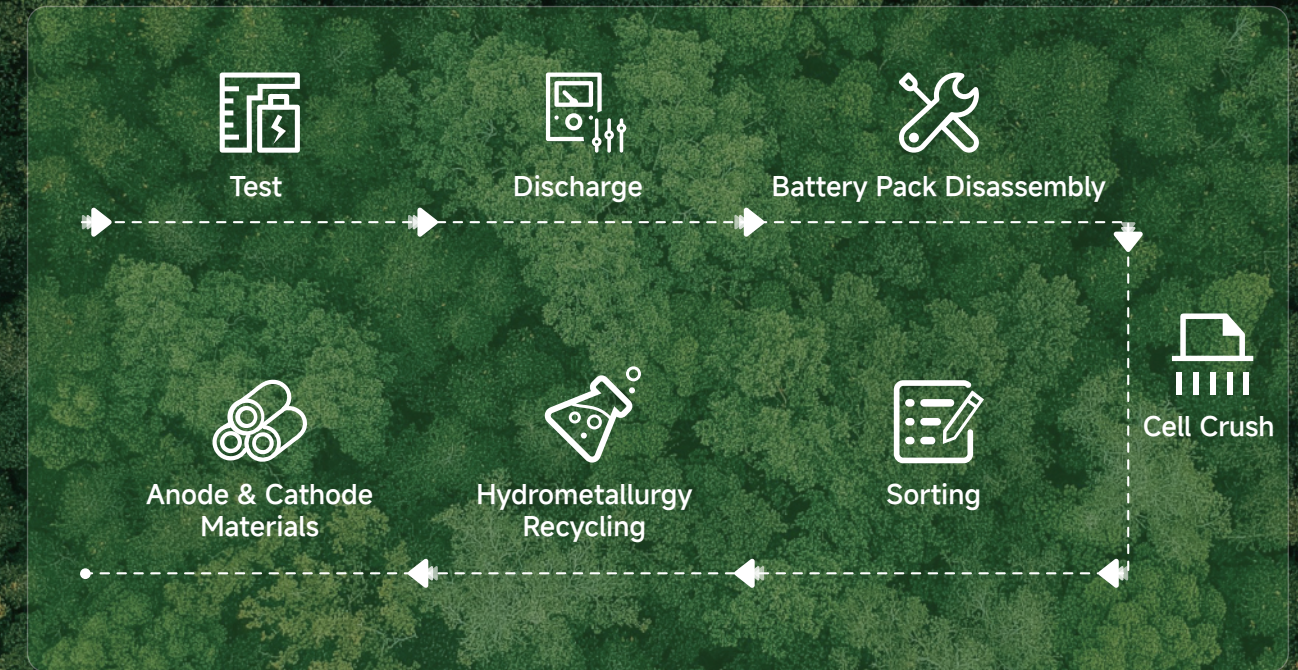 Test
Discharge
Battery Pack Disassembly
Cell Crush
Anode & Cathode
Materials
Hydrometallurgy
Recycling
Sorting